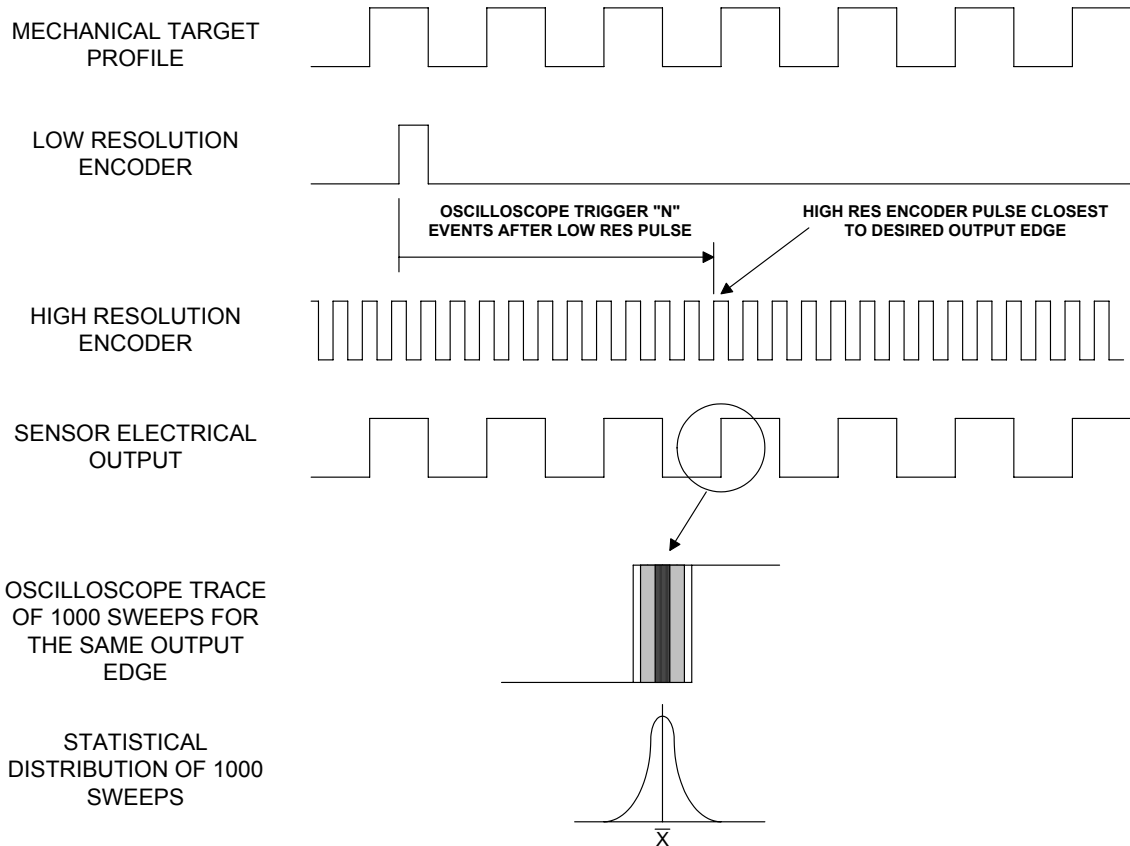 MECHANICAL TARGET
PROFILE
LOW RESOLUTION
ENCODER
OSCILLOSCOPE TRIGGER "N"
EVENTS AFTER LOW RES PULSE
HIGH RES ENCODER PULSE CLOSEST
TO DESIRED OUTPUT EDGE
HIGH RESOLUTION
ENCODER
SENSOR ELECTRICAL
OUTPUT
OSCILLOSCOPE TRACE
OF 1000 SWEEPS FOR
THE SAME OUTPUT
EDGE
STATISTICAL
DISTRIBUTION OF 1000
SWEEPS
X̅